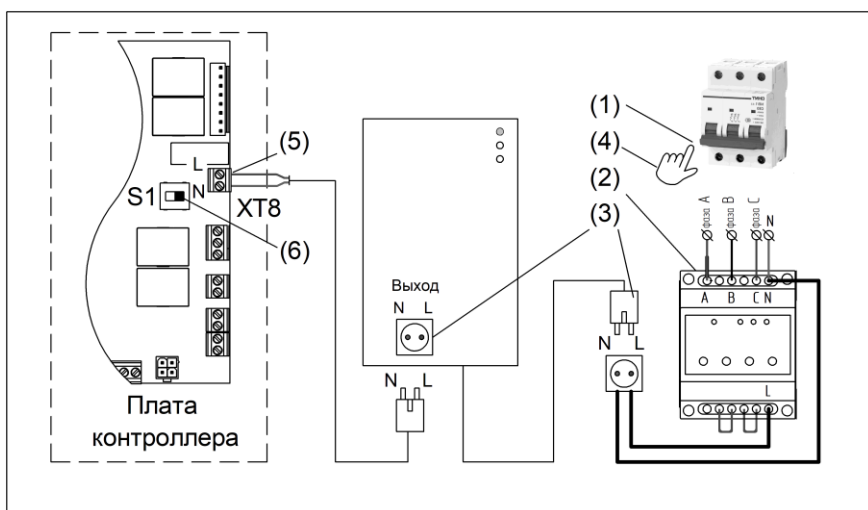 (1)
(4)
(2)
(3)
(5)
(6)
L
N
S1
XT8
Выход
N L
N L
N L
Плата
контроллера
фаза A
фаза B
фаза C
N
A B C N
L